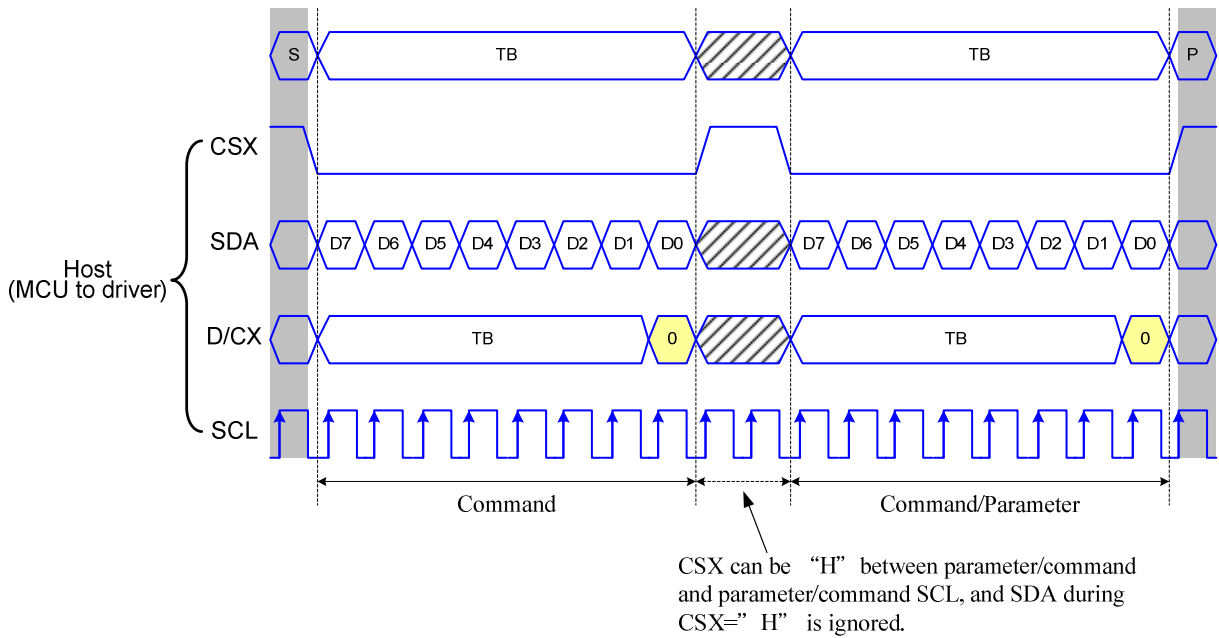 S TB TB P
CSX
SDA D7 D6 D5 D4 D3 D2 D1 D0 D7 D6 D5 D4 D3 D2 D1 D0
Host
(MCU to driver)
D/CX TB 0 TB 0
SCL
Command Command/Parameter
CSX can be “H” between parameter/command
and parameter/command SCL, and SDA during
CSX=”H” is ignored.